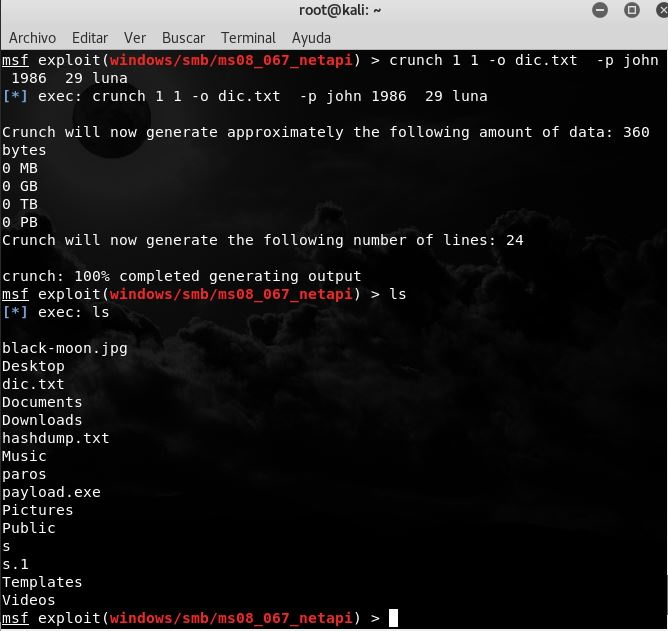 root@kali: ~
Archivo Editar Ver Buscar Terminal Ayuda
msf exploit(windows/smb/ms08_067_netapi) > crunch 1 1 -o dic.txt  -p john
 1986  29 luna
[*] exec: crunch 1 1 -o dic.txt  -p john 1986  29 luna

Crunch will now generate approximately the following amount of data: 360
bytes
0 MB
0 GB
0 TB
0 PB
Crunch will now generate the following number of lines: 24

crunch: 100% completed generating output
msf exploit(windows/smb/ms08_067_netapi) > ls
[*] exec: ls

black-moon.jpg
Desktop
dic.txt
Documents
Downloads
hashdump.txt
Music
paros
payload.exe
Pictures
Public
s
s.1
Templates
Videos
msf exploit(windows/smb/ms08_067_netapi) >